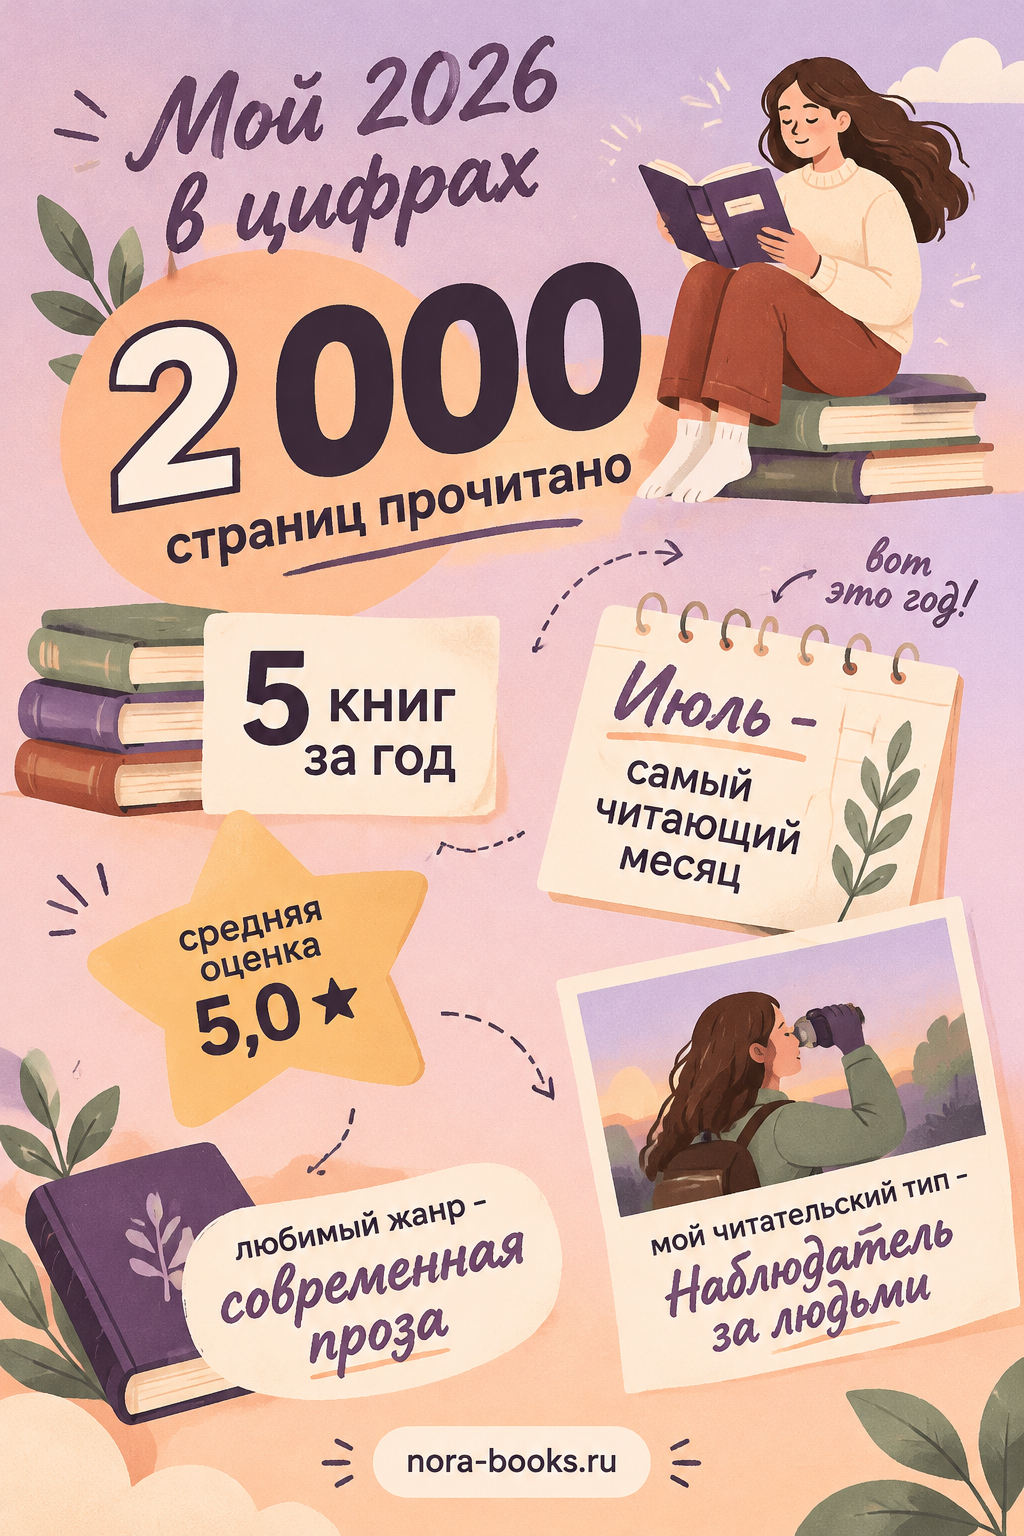 Мой 2026
в цифрах
2 000
страниц прочитано
вот
это год!
5 книг
за год
Июль -
самый
читающий
месяц
средняя
оценка
5,0 ★
любимый жанр -
современная
проза
мой читательский тип -
Наблюдатель
за людьми
nora-books.ru